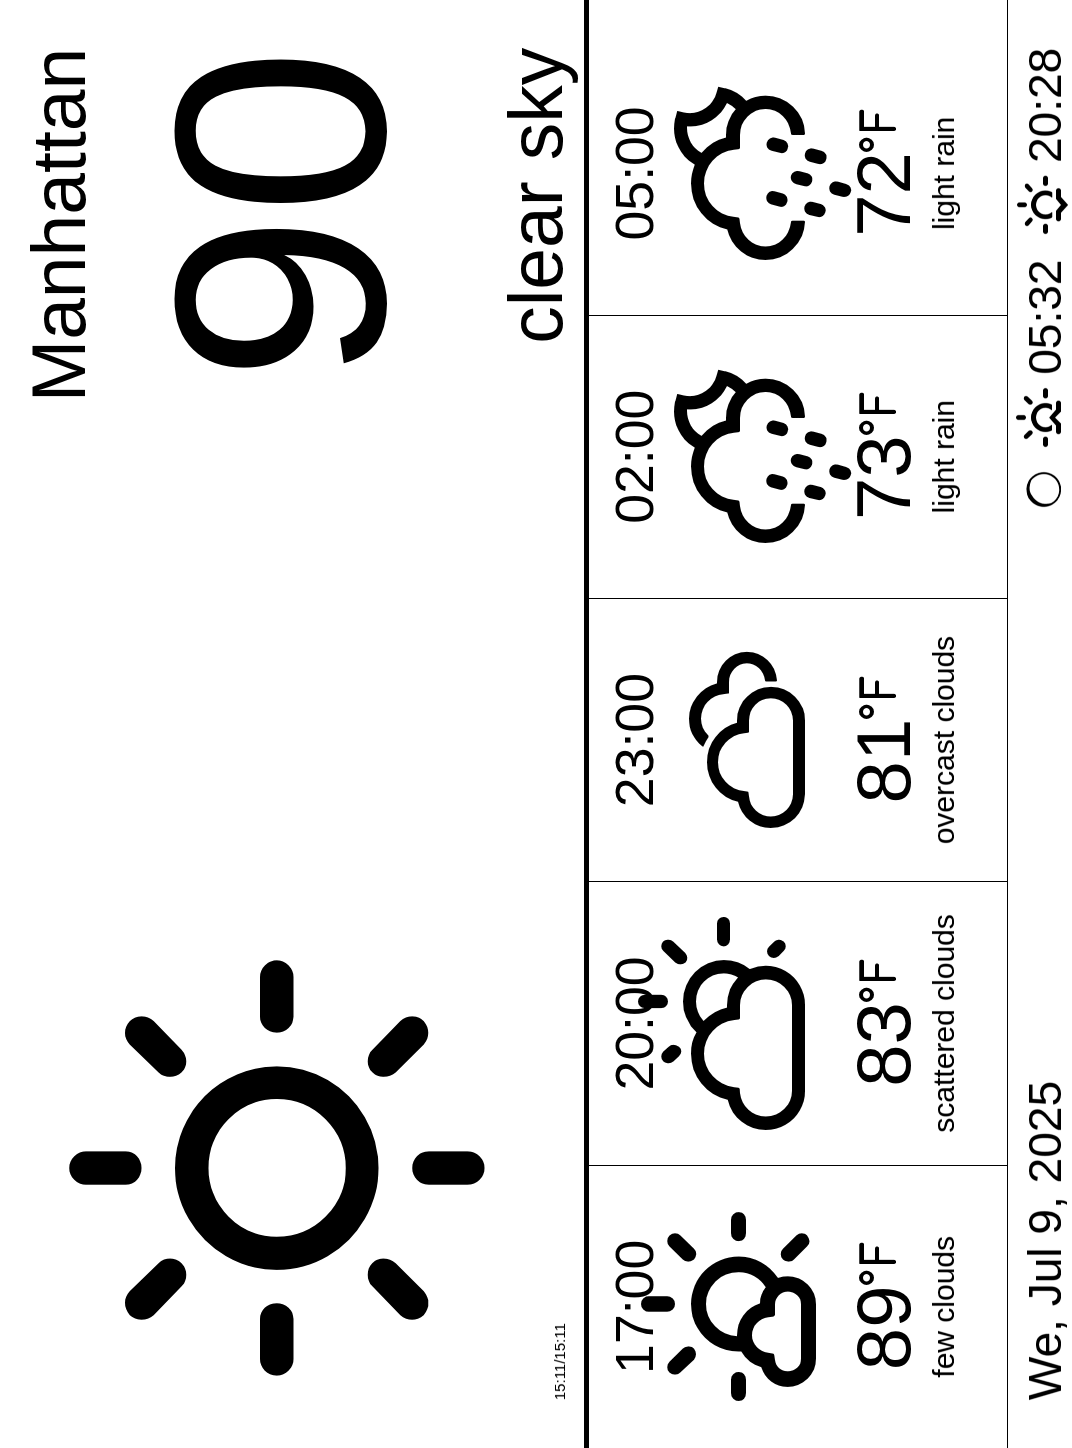 Manhattan
90
clear sky
15:11/15:11
17:00
89°F
few clouds
20:00
83°F
scattered clouds
23:00
81°F
overcast clouds
02:00
73°F
light rain
05:00
72°F
light rain
We, Jul 9, 2025
05:32
20:28